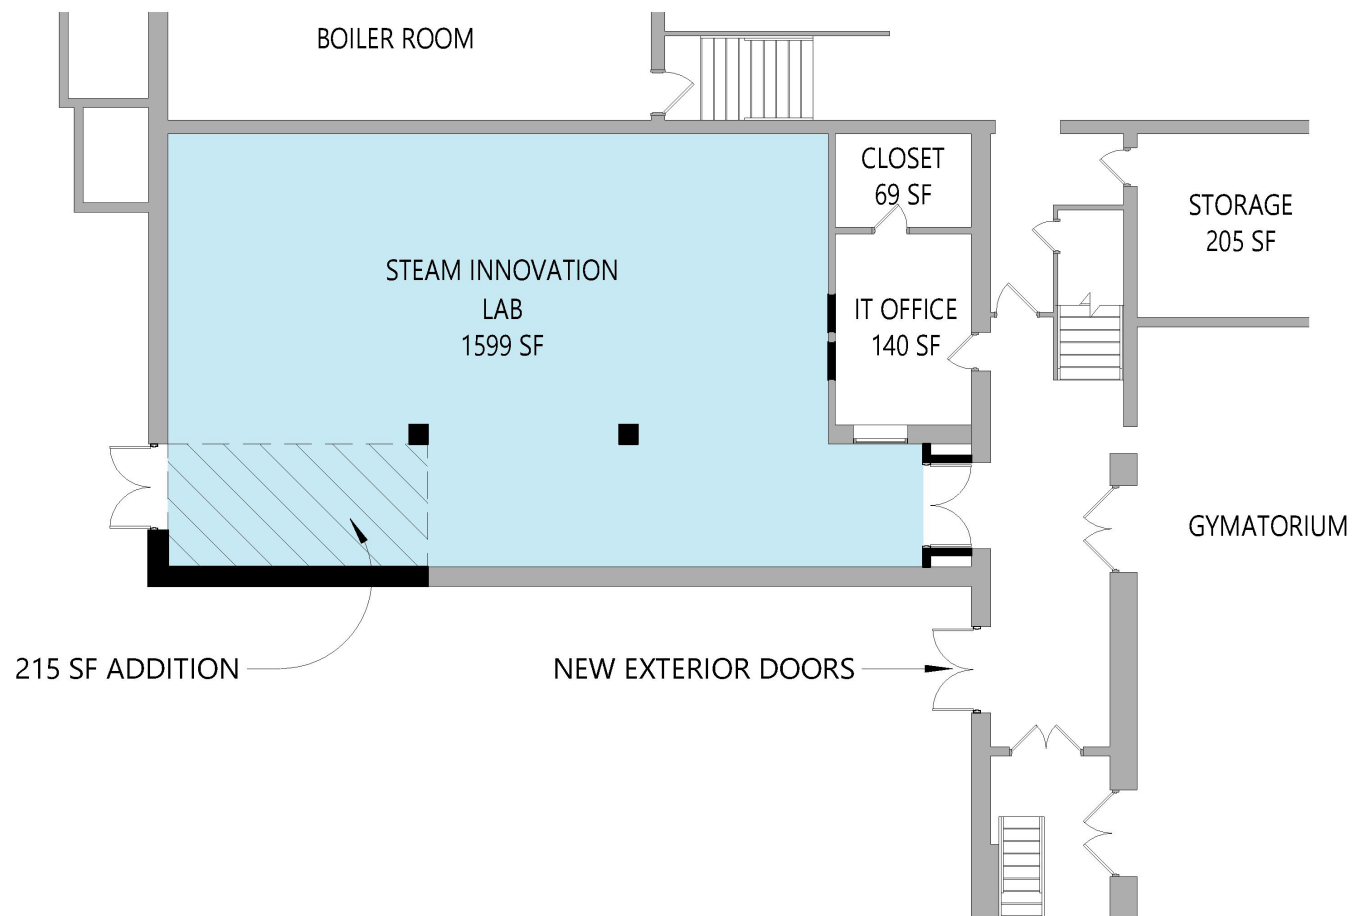 BOILER ROOM
CLOSET
69 SF
STORAGE
205 SF
STEAM INNOVATION
LAB
1599 SF
IT OFFICE
140 SF
GYMATORIUM
215 SF ADDITION
NEW EXTERIOR DOORS